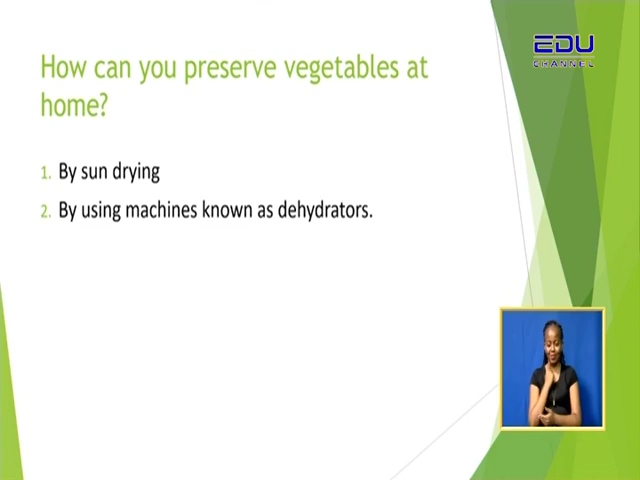 EDU
CHANNEL
How can you preserve vegetables at
home?
1. By sun drying
2. By using machines known as dehydrators.